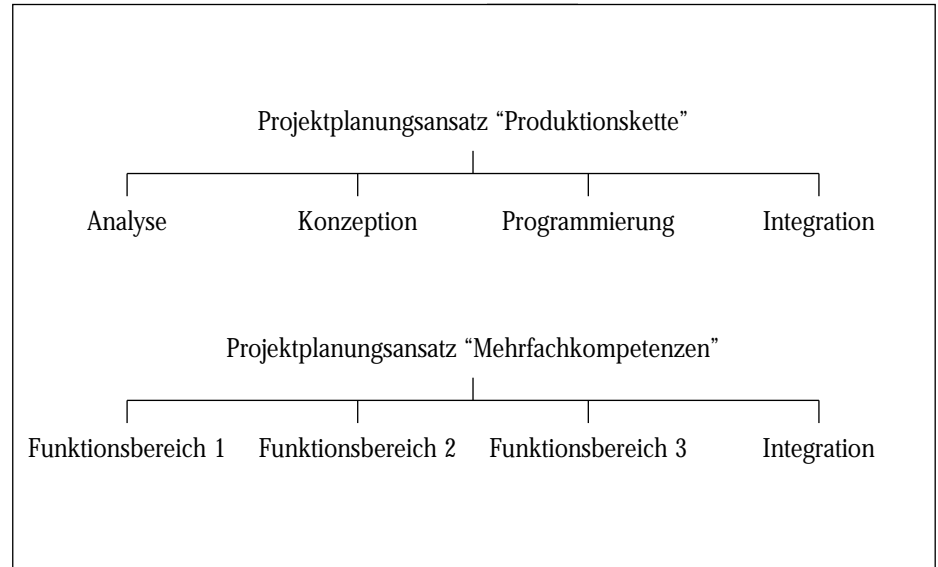 Projektplanungsansatz “Produktionskette”
Analyse Konzeption Programmierung Integration
Projektplanungsansatz “Mehrfachkompetenzen”
Funktionsbereich 1 Funktionsbereich 2 Funktionsbereich 3 Integration